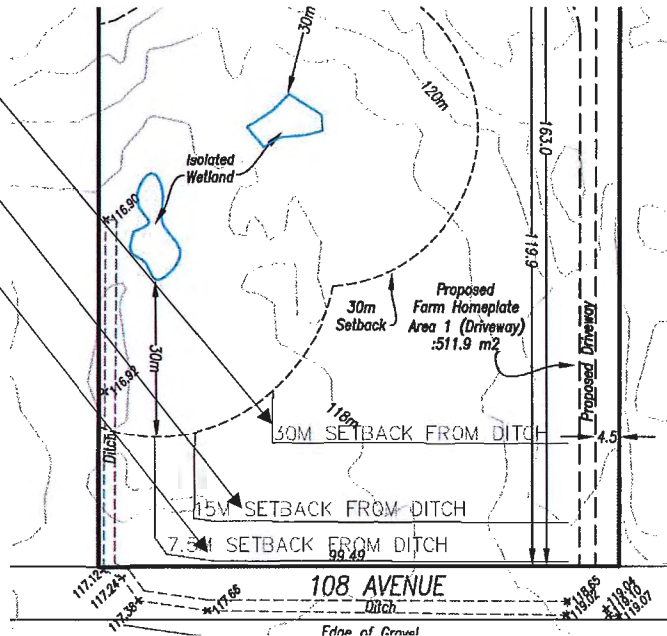 30m
120m
163.0
Isolated
Wetland
116.90
119.9
Proposed
Farm Homeplate
Area 1 (Driveway)
:511.9 m2
30m
Setback
Proposed Driveway
30m
116.92
118m
30M SETBACK FROM DITCH
4.5
Ditch
15M SETBACK FROM DITCH
7.5M SETBACK FROM DITCH
99.49
117.12
117.24
117.38
117.66
108 AVENUE
Ditch
118.65
119.02
119.04
119.10
119.07
Edge of Gravel